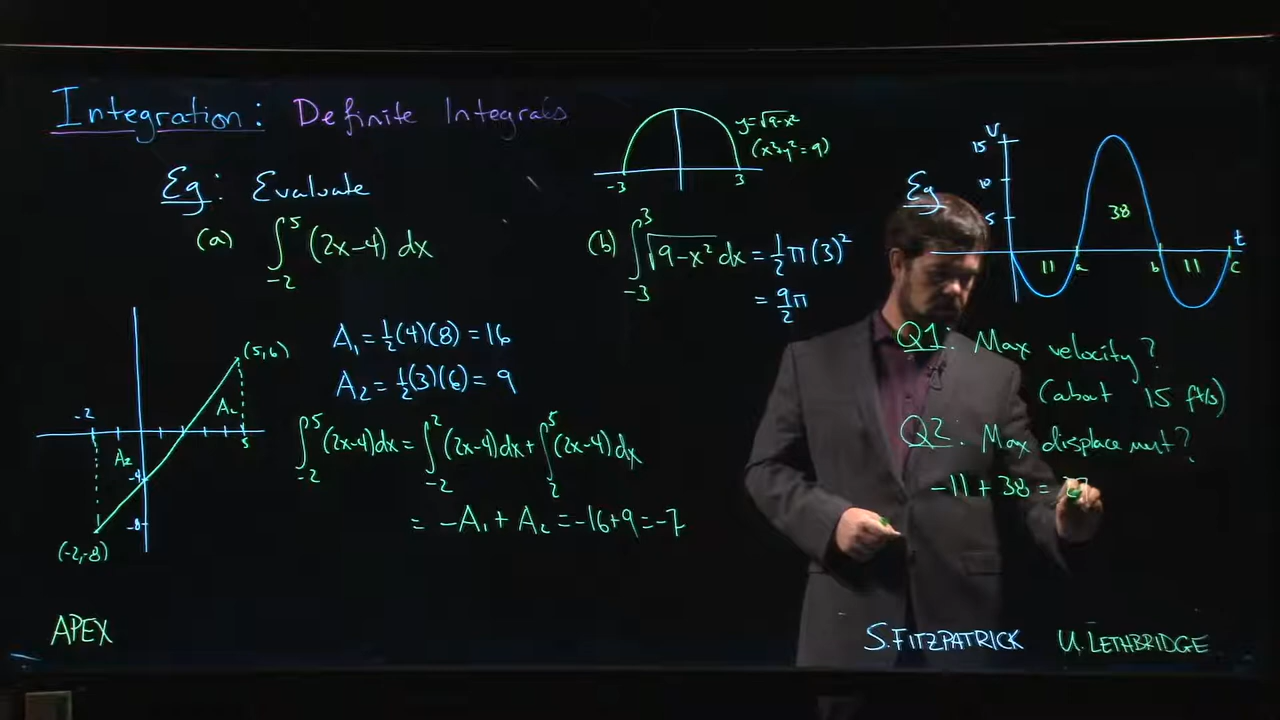 Integration: Definite Integrals
Eg: Evaluate
(a) ∫_{-2}^{5} (2x-4) dx
-2
(5,6)
A₂
5
A₂
-4
-8
(-2,-8)
A₁ = ½(4)(8) = 16
A₂ = ½(3)(6) = 9
∫_{-2}^{5} (2x-4)dx = ∫_{-2}^{2} (2x-4)dx + ∫_{2}^{5} (2x-4)dx
= -A₁ + A₂ = -16+9 = -7
y=√9-x²
(x²+y²=9)
-3 3
(b) ∫_{-3}^{3} √9-x² dx = ½π(3)²
= 9/2 π
Eg
V
15
10
5
38
t
11 a b 11 c
Q1: Max velocity?
(about 15 ft/s)
Q2: Max displacement?
-11 + 38 =
APEX
S. FITZPATRICK U. LETHBRIDGE